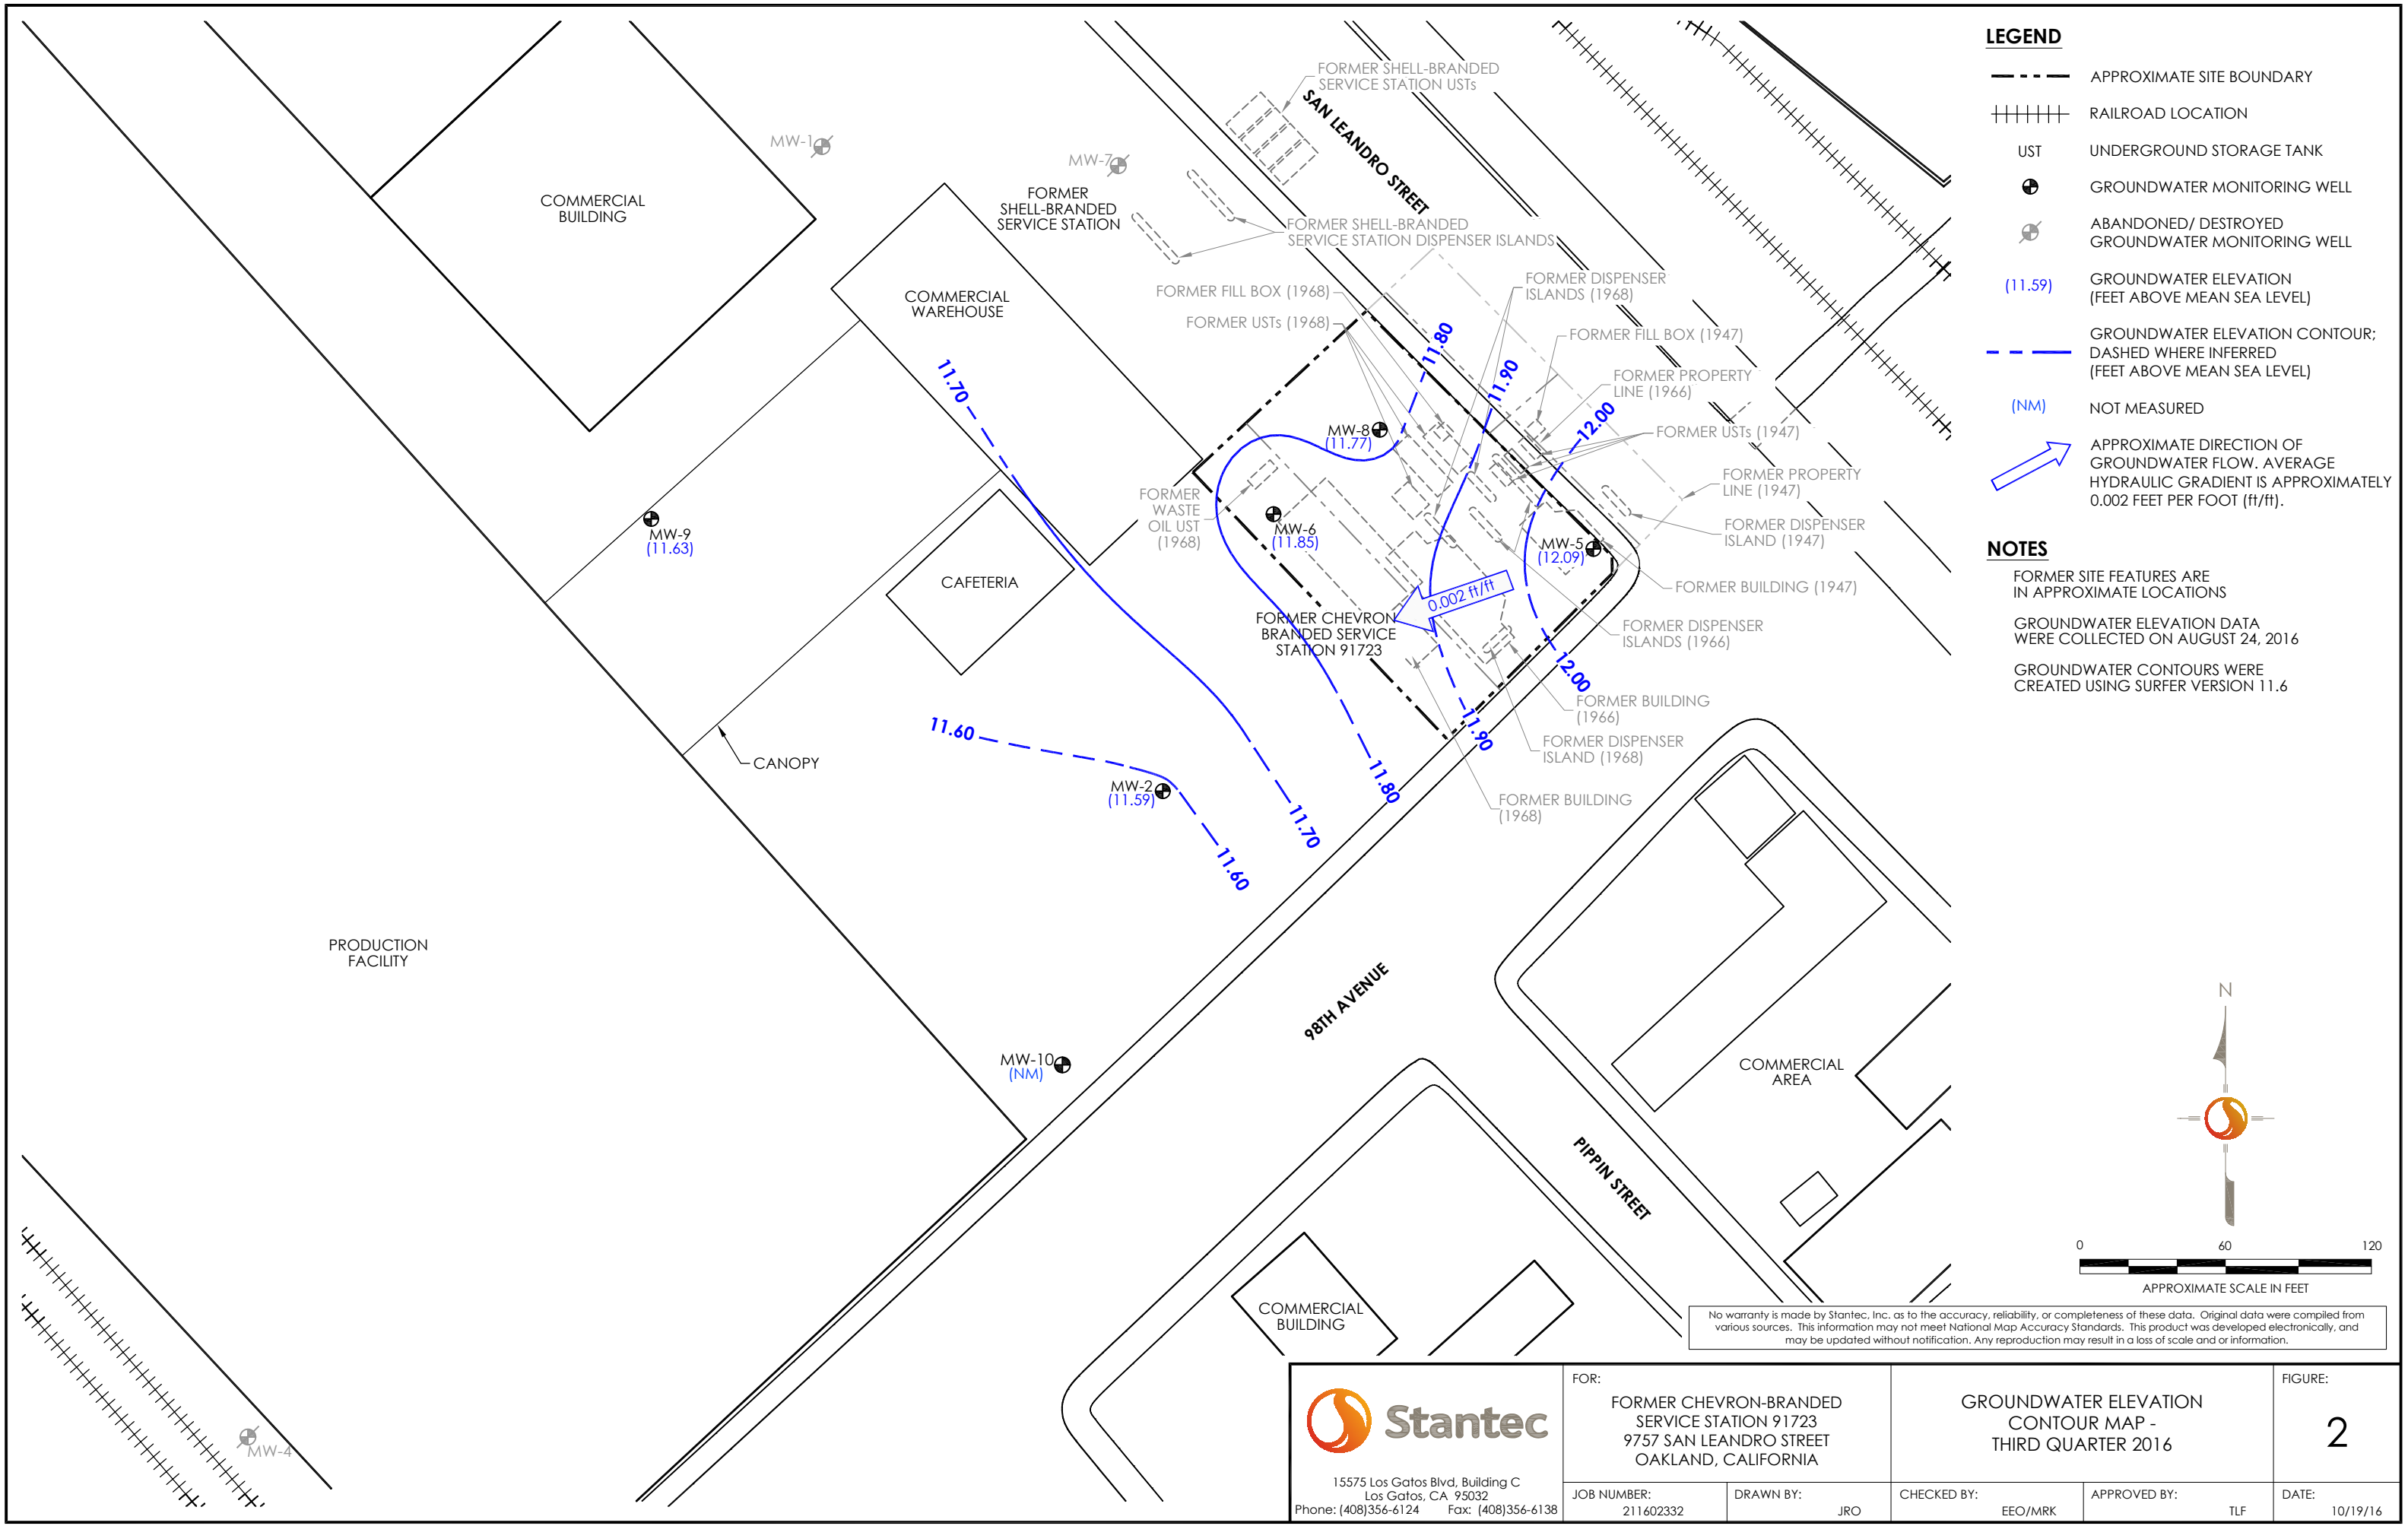 FORMER SHELL-BRANDED
SERVICE STATION USTs
SAN LEANDRO STREET
MW-1
MW-7
COMMERCIAL
BUILDING
FORMER
SHELL-BRANDED
SERVICE STATION
FORMER SHELL-BRANDED
SERVICE STATION DISPENSER ISLANDS
COMMERCIAL
WAREHOUSE
FORMER FILL BOX (1968)
FORMER USTs (1968)
FORMER DISPENSER
ISLANDS (1968)
FORMER FILL BOX (1947)
FORMER PROPERTY
LINE (1966)
FORMER USTs (1947)
FORMER PROPERTY
LINE (1947)
FORMER DISPENSER
ISLAND (1947)
FORMER BUILDING (1947)
FORMER DISPENSER
ISLANDS (1966)
FORMER BUILDING
(1966)
FORMER DISPENSER
ISLAND (1968)
FORMER BUILDING
(1968)
11.80
11.90
12.00
11.70
MW-8
(11.77)
FORMER
WASTE
OIL UST
(1968)
MW-6
(11.85)
MW-5
(12.09)
MW-9
(11.63)
CAFETERIA
0.002 ft/ft
FORMER CHEVRON
BRANDED SERVICE
STATION 91723
12.00
11.90
11.80
11.70
11.60
11.60
CANOPY
MW-2
(11.59)
PRODUCTION
FACILITY
98TH AVENUE
MW-10
(NM)
COMMERCIAL
AREA
PIPPIN STREET
COMMERCIAL
BUILDING
MW-4
LEGEND
APPROXIMATE SITE BOUNDARY
RAILROAD LOCATION
UST UNDERGROUND STORAGE TANK
GROUNDWATER MONITORING WELL
ABANDONED/ DESTROYED
GROUNDWATER MONITORING WELL
(11.59) GROUNDWATER ELEVATION
(FEET ABOVE MEAN SEA LEVEL)
GROUNDWATER ELEVATION CONTOUR;
DASHED WHERE INFERRED
(FEET ABOVE MEAN SEA LEVEL)
(NM) NOT MEASURED
APPROXIMATE DIRECTION OF
GROUNDWATER FLOW. AVERAGE
HYDRAULIC GRADIENT IS APPROXIMATELY
0.002 FEET PER FOOT (ft/ft).
NOTES
FORMER SITE FEATURES ARE
IN APPROXIMATE LOCATIONS
GROUNDWATER ELEVATION DATA
WERE COLLECTED ON AUGUST 24, 2016
GROUNDWATER CONTOURS WERE
CREATED USING SURFER VERSION 11.6
N
0 60 120
APPROXIMATE SCALE IN FEET
No warranty is made by Stantec, Inc. as to the accuracy, reliability, or completeness of these data. Original data were compiled from
various sources. This information may not meet National Map Accuracy Standards. This product was developed electronically, and
may be updated without notification. Any reproduction may result in a loss of scale and or information.
Stantec
15575 Los Gatos Blvd, Building C
Los Gatos, CA 95032
Phone: (408)356-6124 Fax: (408)356-6138
FOR:
FORMER CHEVRON-BRANDED
SERVICE STATION 91723
9757 SAN LEANDRO STREET
OAKLAND, CALIFORNIA
GROUNDWATER ELEVATION
CONTOUR MAP -
THIRD QUARTER 2016
FIGURE:
2
JOB NUMBER:
211602332
DRAWN BY:
JRO
CHECKED BY:
EEO/MRK
APPROVED BY:
TLF
DATE:
10/19/16